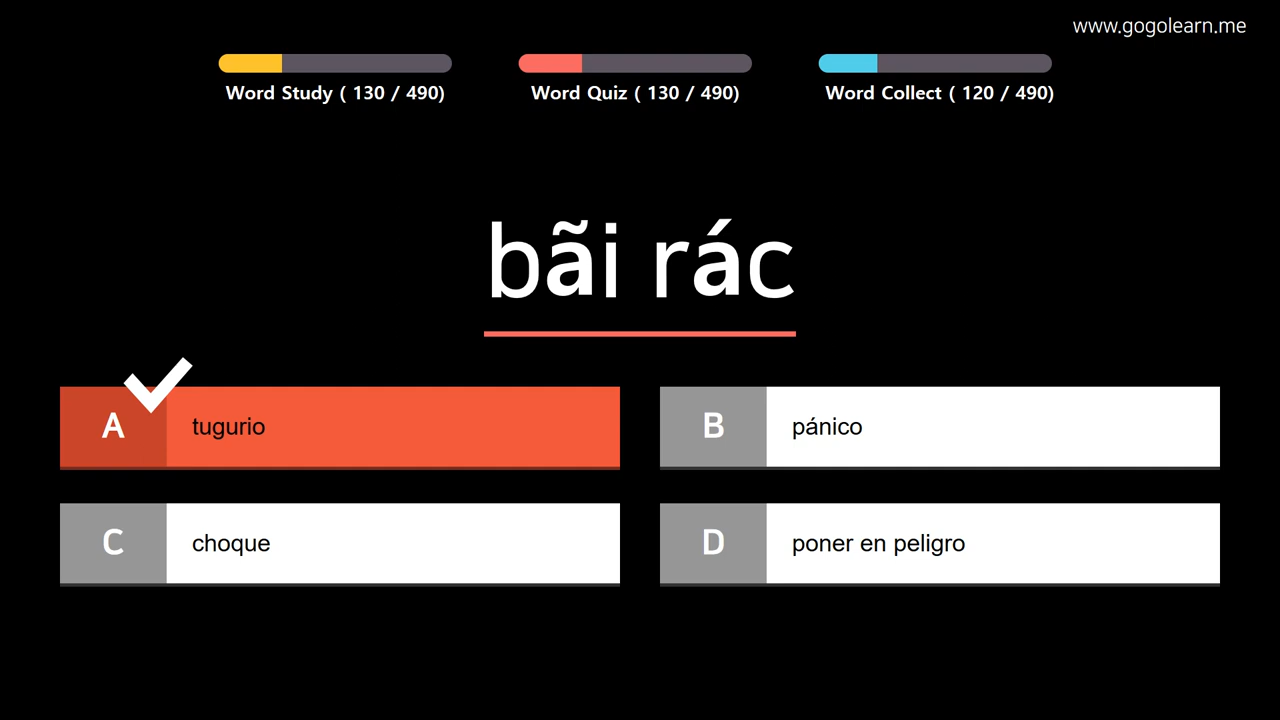 www.gogolearn.me
Word Study ( 130 / 490)
Word Quiz ( 130 / 490)
Word Collect ( 120 / 490)
bãi rác
A tugurio
B pánico
C choque
D poner en peligro